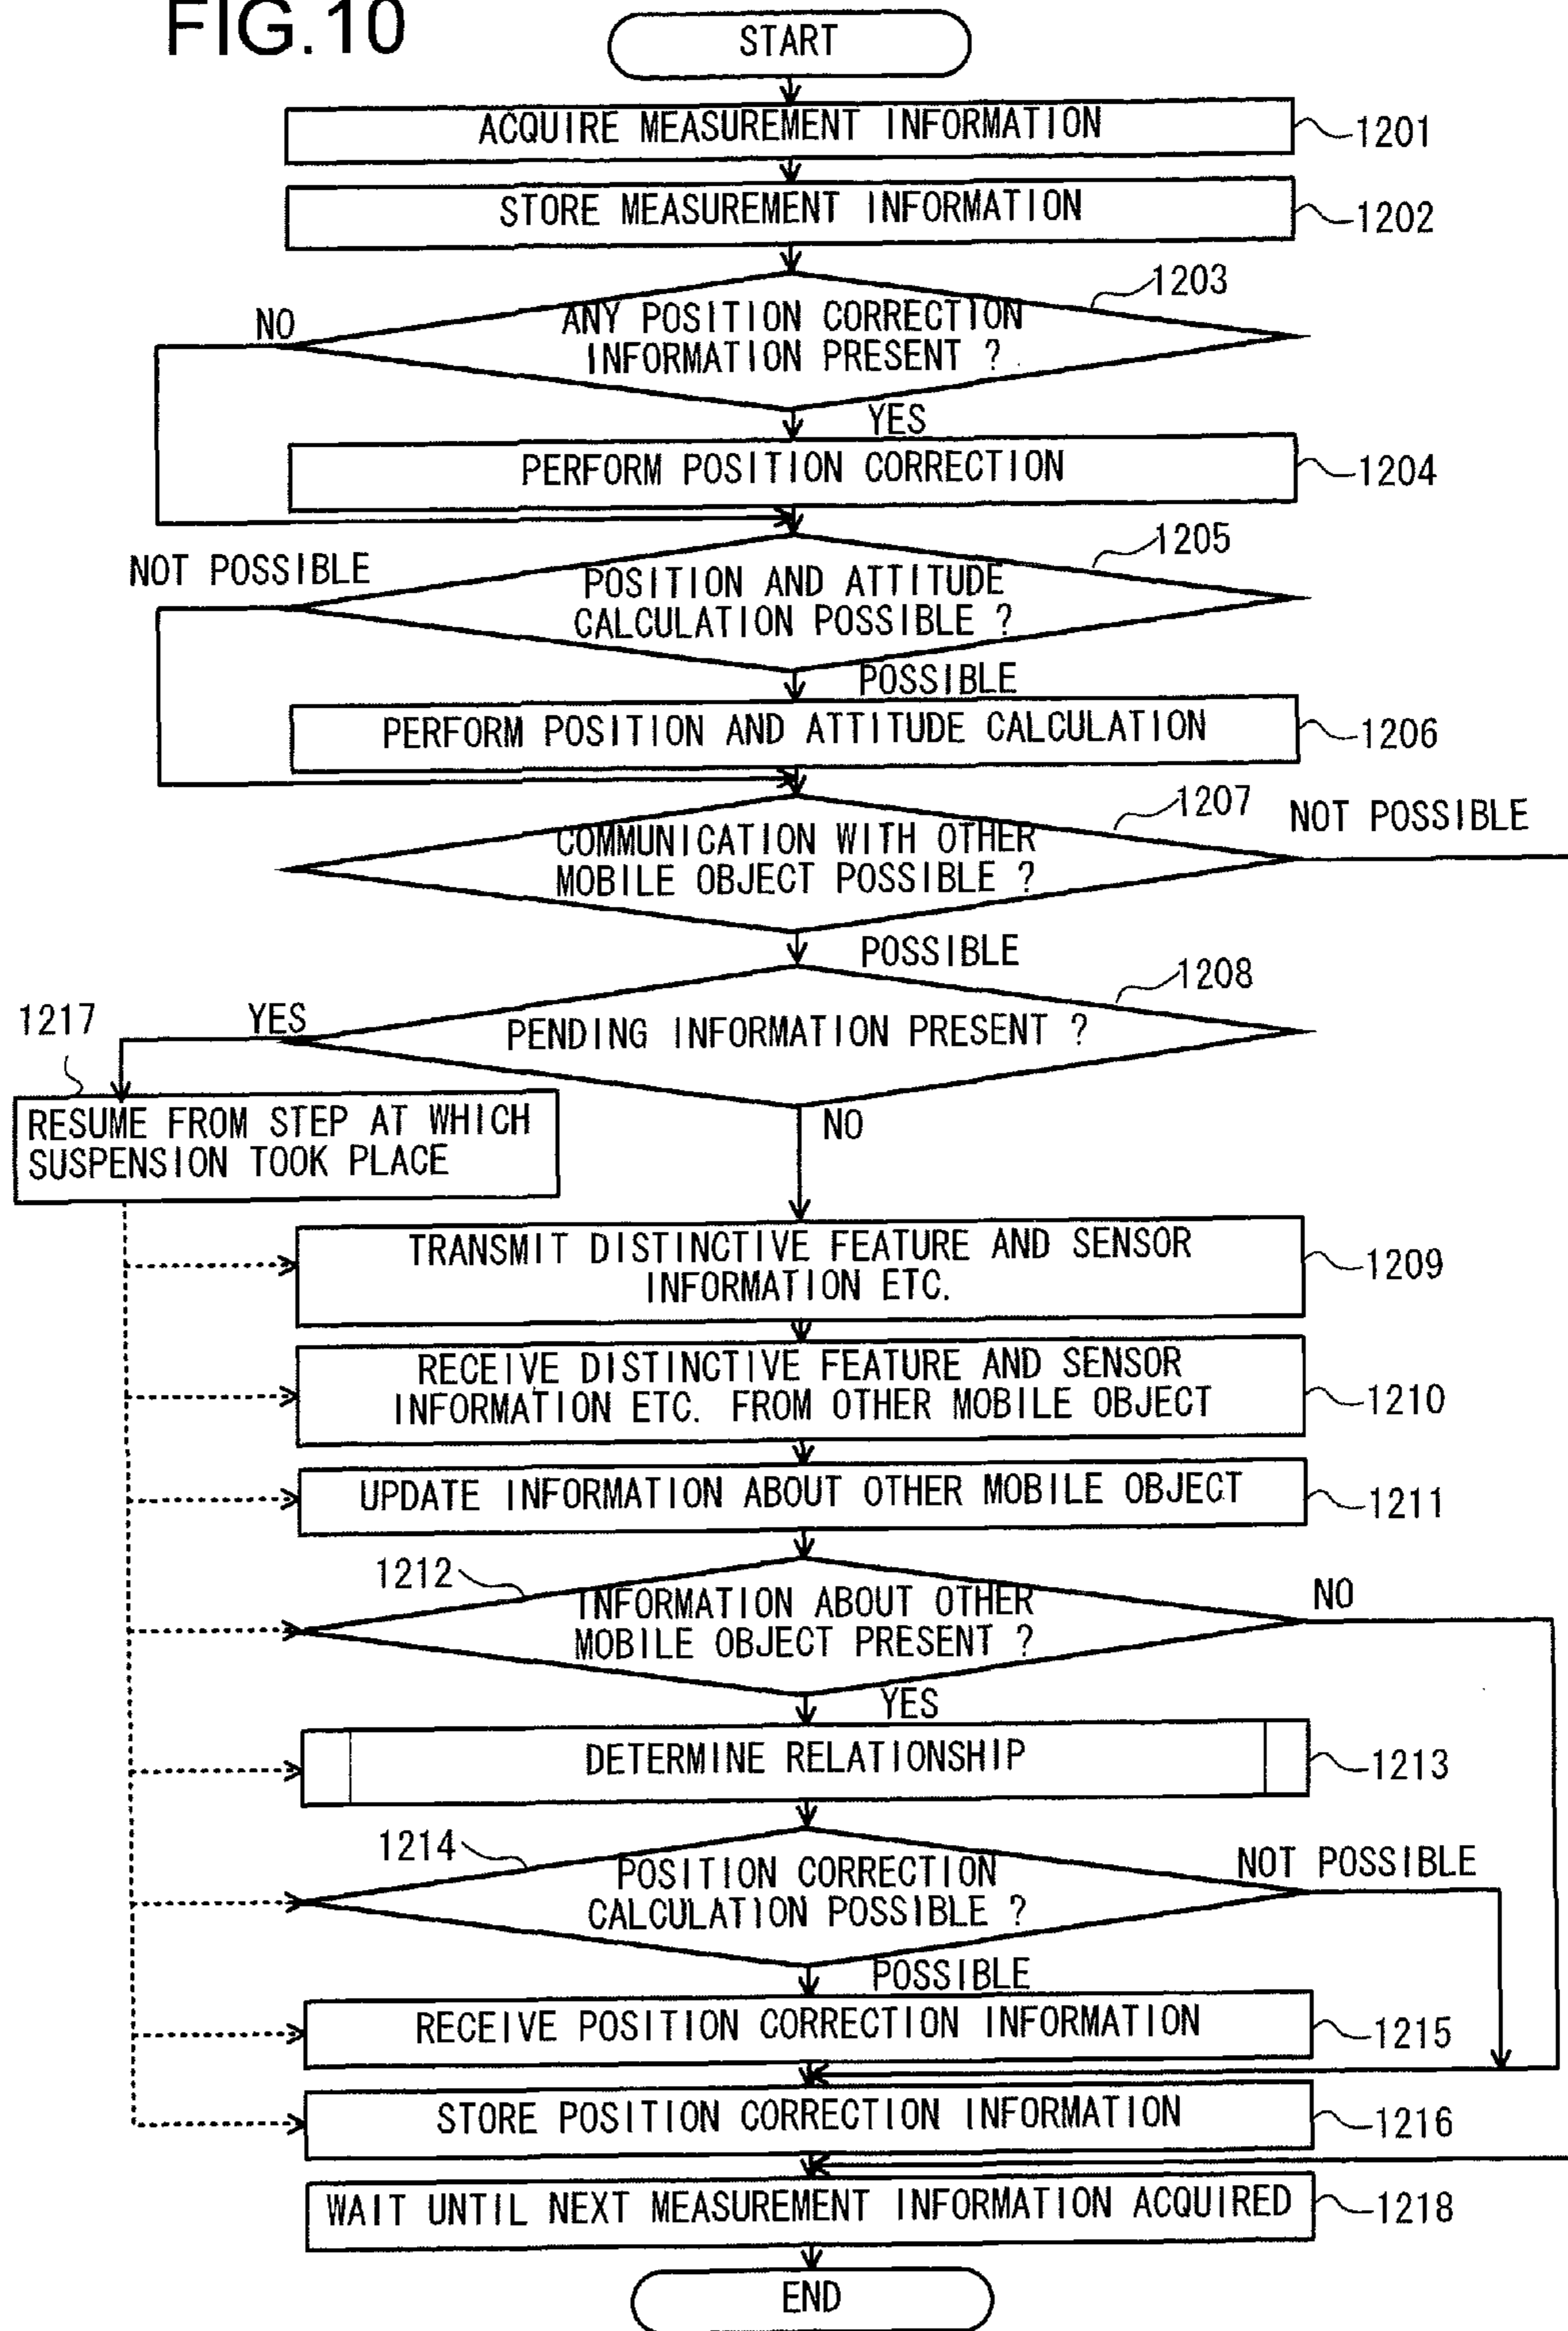 FIG.10
START
ACQUIRE MEASUREMENT INFORMATION
1201
STORE MEASUREMENT INFORMATION
1202
1203
NO
ANY POSITION CORRECTION
INFORMATION PRESENT ?
YES
PERFORM POSITION CORRECTION
1204
1205
NOT POSSIBLE
POSITION AND ATTITUDE
CALCULATION POSSIBLE ?
POSSIBLE
PERFORM POSITION AND ATTITUDE CALCULATION
1206
1207
NOT POSSIBLE
COMMUNICATION WITH OTHER
MOBILE OBJECT POSSIBLE ?
POSSIBLE
1208
1217
YES
PENDING INFORMATION PRESENT ?
NO
RESUME FROM STEP AT WHICH
SUSPENSION TOOK PLACE
TRANSMIT DISTINCTIVE FEATURE AND SENSOR
INFORMATION ETC.
1209
RECEIVE DISTINCTIVE FEATURE AND SENSOR
INFORMATION ETC. FROM OTHER MOBILE OBJECT
1210
UPDATE INFORMATION ABOUT OTHER MOBILE OBJECT
1211
1212
INFORMATION ABOUT OTHER
MOBILE OBJECT PRESENT ?
NO
YES
DETERMINE RELATIONSHIP
1213
1214
POSITION CORRECTION
CALCULATION POSSIBLE ?
NOT POSSIBLE
POSSIBLE
RECEIVE POSITION CORRECTION INFORMATION
1215
STORE POSITION CORRECTION INFORMATION
1216
WAIT UNTIL NEXT MEASUREMENT INFORMATION ACQUIRED
1218
END